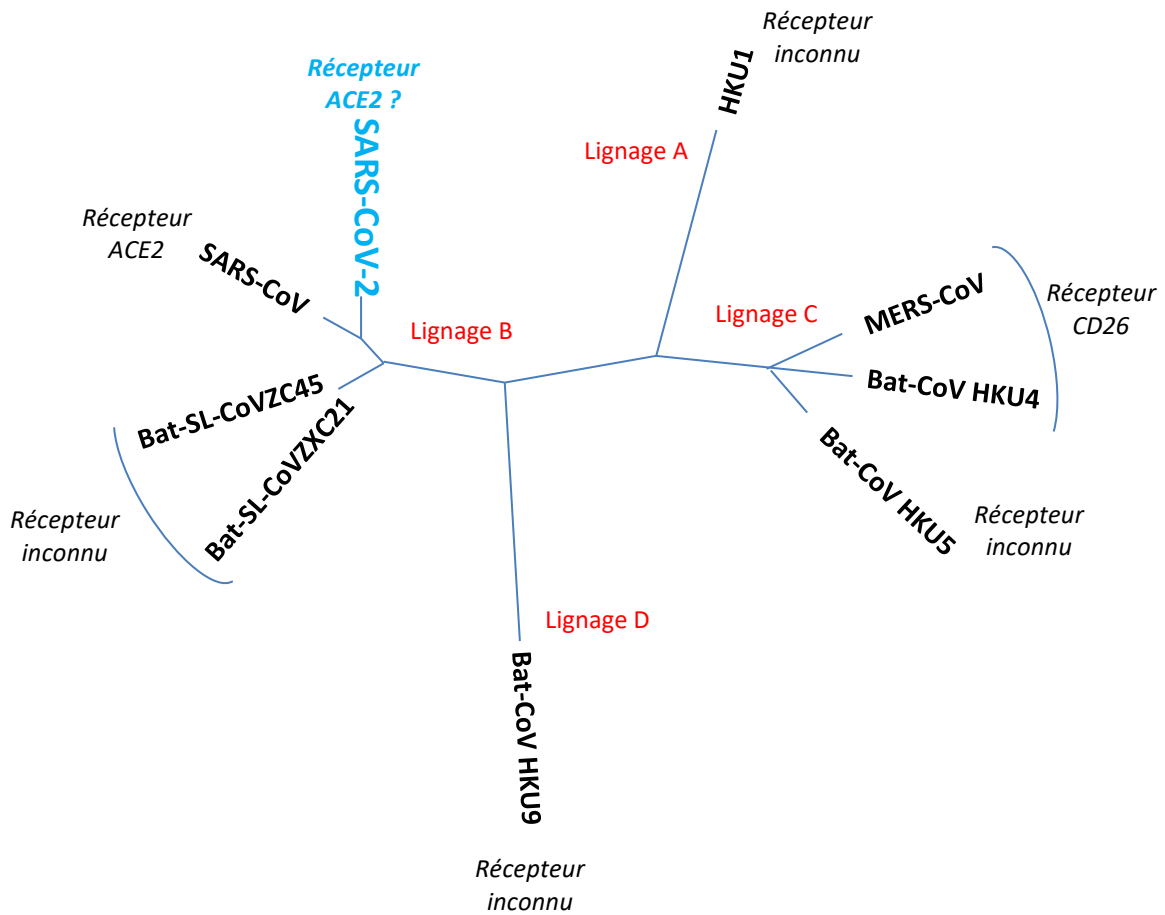 Récepteur
inconnu
HKU1
Récepteur
ACE2 ?
SARS-CoV-2
Lignage A
Récepteur
ACE2
SARS-CoV
Lignage B
Lignage C
MERS-CoV
Récepteur
CD26
Bat-CoV HKU4
Bat-CoV HKU5
Récepteur
inconnu
Bat-SL-CoVZC45
Bat-SL-CoVZXC21
Récepteur
inconnu
Lignage D
Bat-CoV HKU9
Récepteur
inconnu